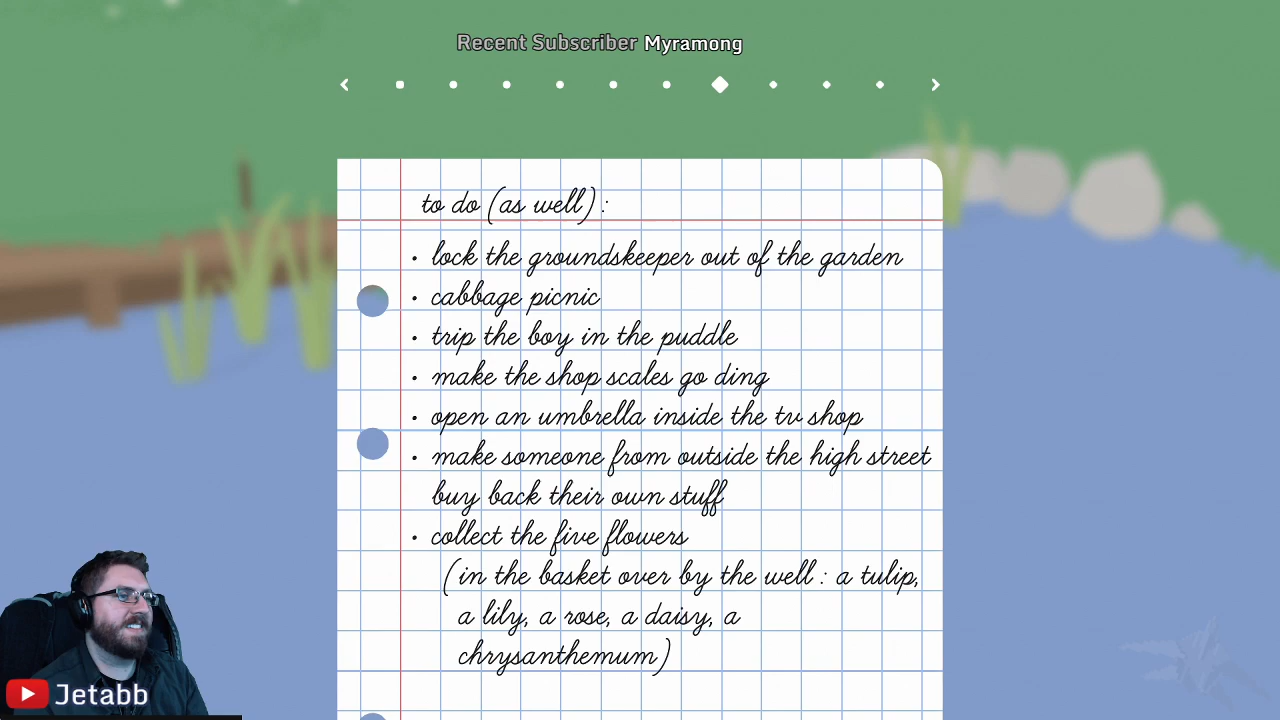 Recent Subscriber Myramong
to do (as well) :
• lock the groundskeeper out of the garden
• cabbage picnic
• trip the boy in the puddle
• make the shop scales go ding
• open an umbrella inside the tv shop
• make someone from outside the high street
buy back their own stuff
• collect the five flowers
(in the basket over by the well : a tulip,
a lily, a rose, a daisy, a
chrysanthemum)
Jetabb